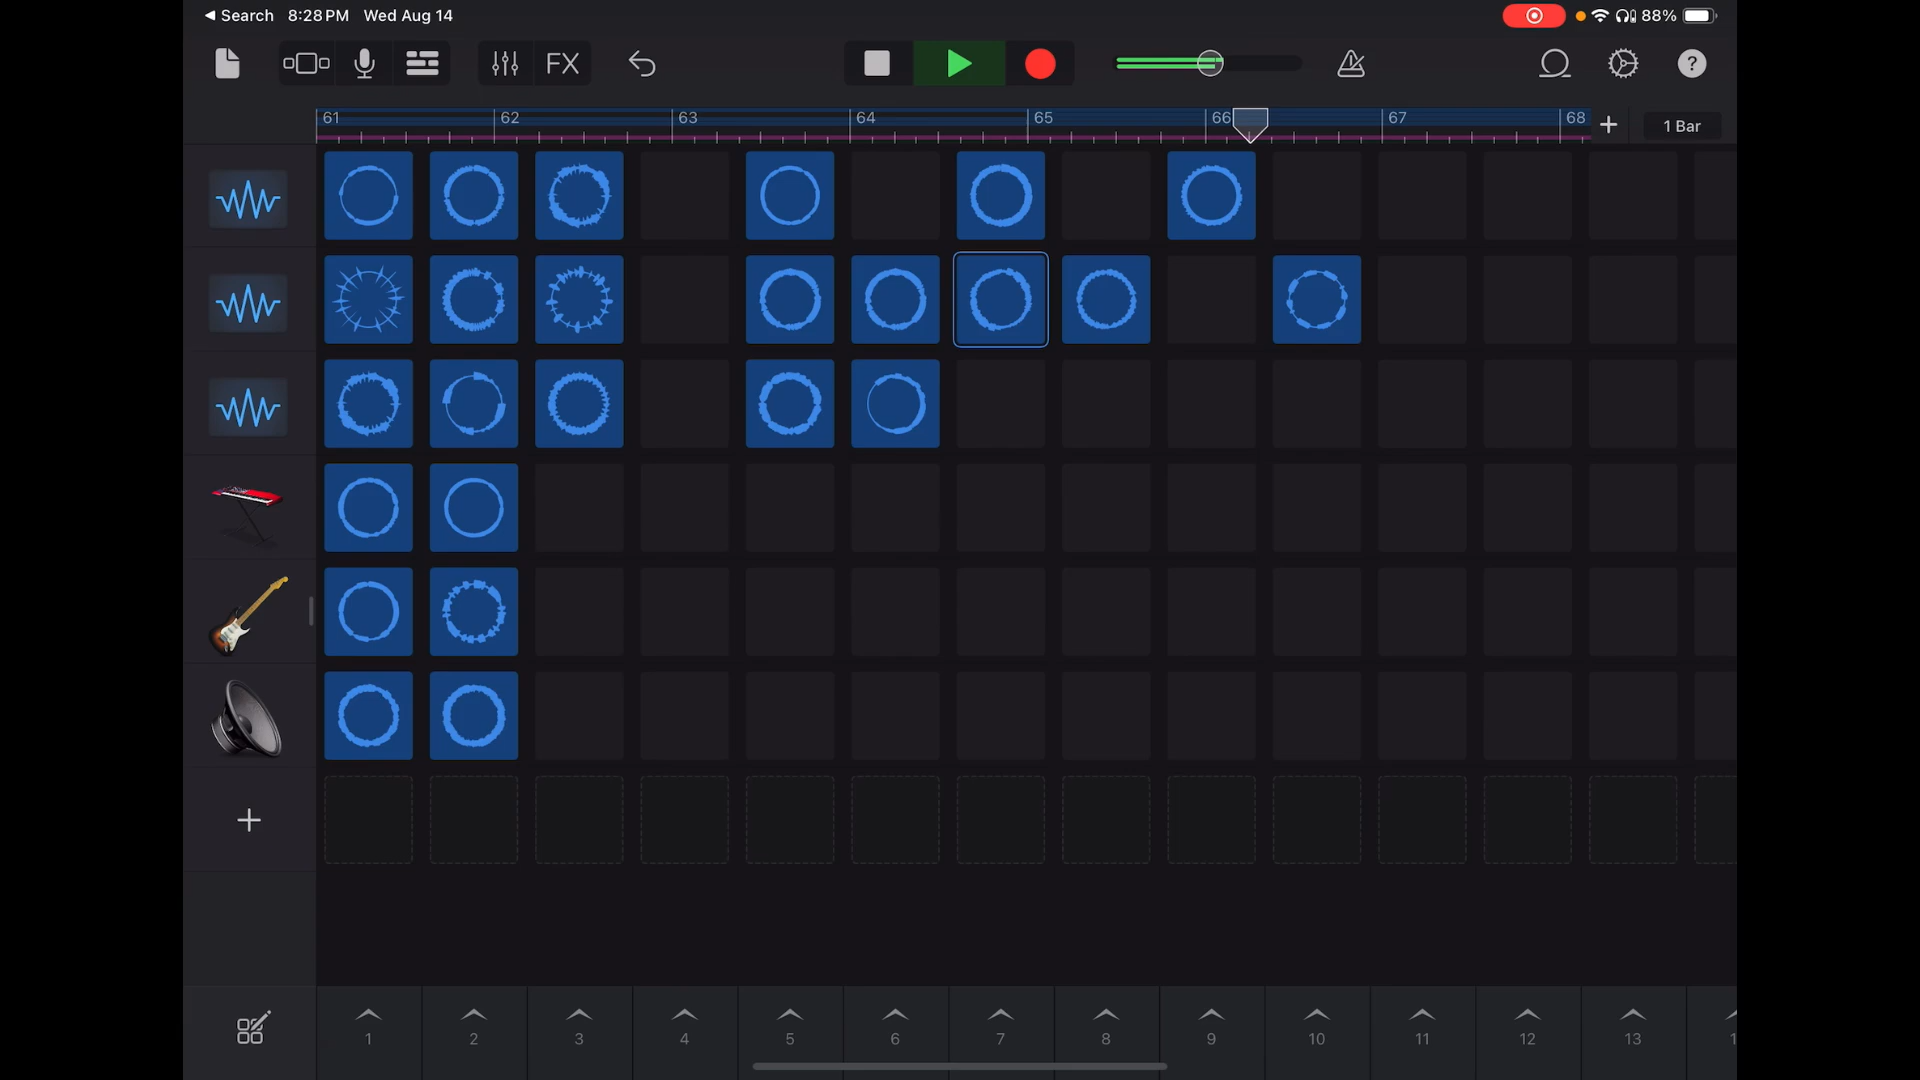 Search 8:28 PM Wed Aug 14 88%
FX ?
61 62 63 64 65 66 67 68 1 Bar
1 2 3 4 5 6 7 8 9 10 11 12 13